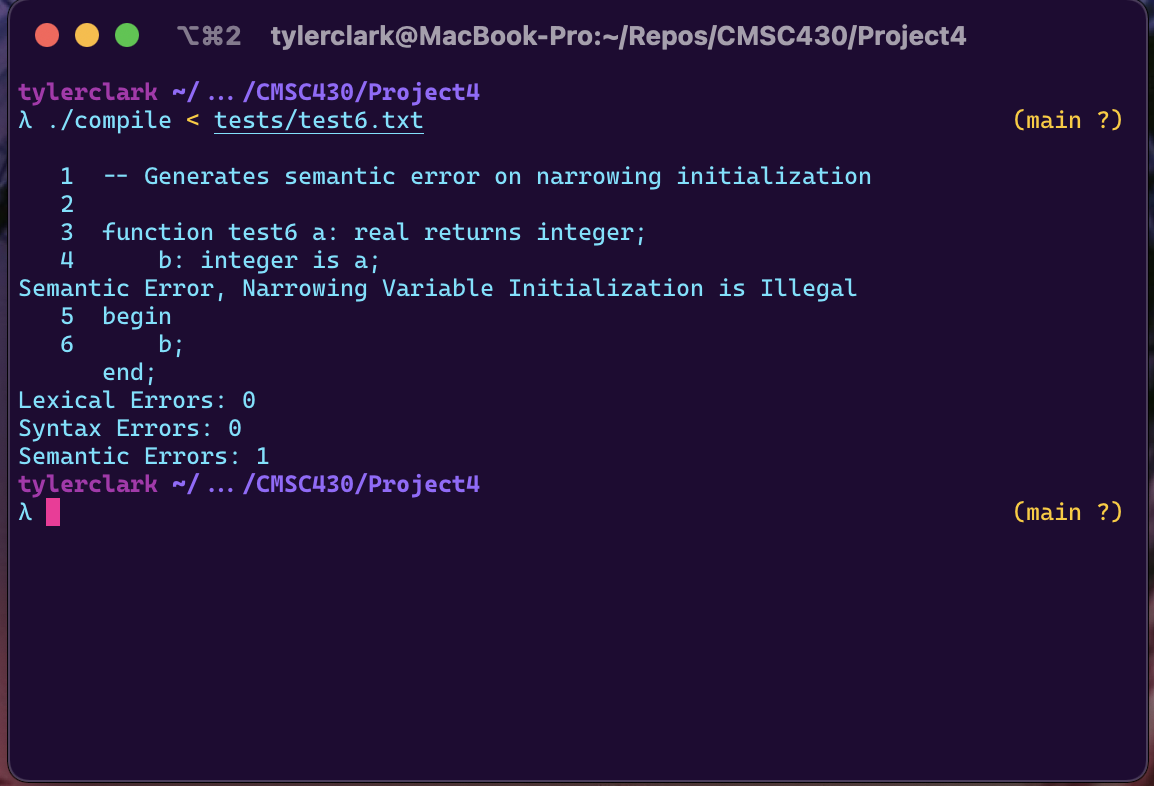 ⌥⌘2 tylerclark@MacBook-Pro:~/Repos/CMSC430/Project4
tylerclark ~/ ... /CMSC430/Project4
λ ./compile < tests/test6.txt (main ?)
1 -- Generates semantic error on narrowing initialization
2
3 function test6 a: real returns integer;
4 b: integer is a;
Semantic Error, Narrowing Variable Initialization is Illegal
5 begin
6 b;
end;
Lexical Errors: 0
Syntax Errors: 0
Semantic Errors: 1
tylerclark ~/ ... /CMSC430/Project4
λ (main ?)